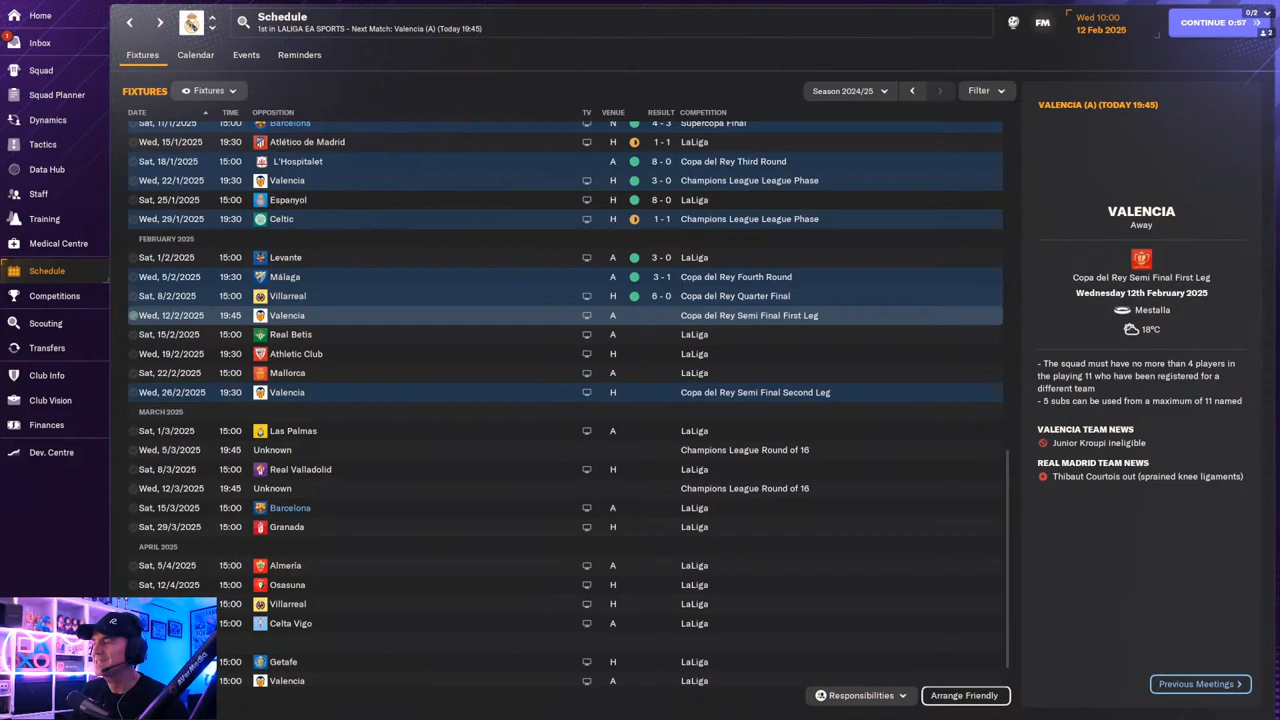 Home
1
Inbox
Squad
Squad Planner
Dynamics
Tactics
Data Hub
Staff
Training
Medical Centre
Schedule
Competitions
Scouting
Transfers
Club Info
Club Vision
Finances
Dev. Centre
Schedule
1st in LALIGA EA SPORTS - Next Match: Valencia (A) (Today 19:45)
FM
Wed 10:00
12 Feb 2025
CONTINUE 0:57
0/2
2
Fixtures Calendar Events Reminders
FIXTURES Fixtures
Season 2024/25 Filter
DATE TIME OPPOSITION TV VENUE RESULT COMPETITION
Sat, 11/1/2025 15:00 Barcelona N 4 - 3 Supercopa Final
Wed, 15/1/2025 19:30 Atlético de Madrid H 1 - 1 LaLiga
Sat, 18/1/2025 15:00 L'Hospitalet A 8 - 0 Copa del Rey Third Round
Wed, 22/1/2025 19:30 Valencia H 3 - 0 Champions League League Phase
Sat, 25/1/2025 15:00 Espanyol H 8 - 0 LaLiga
Wed, 29/1/2025 19:30 Celtic H 1 - 1 Champions League League Phase
FEBRUARY 2025
Sat, 1/2/2025 15:00 Levante A 3 - 0 LaLiga
Wed, 5/2/2025 19:30 Málaga A 3 - 1 Copa del Rey Fourth Round
Sat, 8/2/2025 15:00 Villarreal H 6 - 0 Copa del Rey Quarter Final
Wed, 12/2/2025 19:45 Valencia A Copa del Rey Semi Final First Leg
Sat, 15/2/2025 15:00 Real Betis A LaLiga
Wed, 19/2/2025 19:30 Athletic Club H LaLiga
Sat, 22/2/2025 15:00 Mallorca A LaLiga
Wed, 26/2/2025 19:30 Valencia H Copa del Rey Semi Final Second Leg
MARCH 2025
Sat, 1/3/2025 15:00 Las Palmas A LaLiga
Wed, 5/3/2025 19:45 Unknown Champions League Round of 16
Sat, 8/3/2025 15:00 Real Valladolid H LaLiga
Wed, 12/3/2025 19:45 Unknown Champions League Round of 16
Sat, 15/3/2025 15:00 Barcelona A LaLiga
Sat, 29/3/2025 15:00 Granada H LaLiga
APRIL 2025
Sat, 5/4/2025 15:00 Almería A LaLiga
Sat, 12/4/2025 15:00 Osasuna H LaLiga
15:00 Villarreal H LaLiga
15:00 Celta Vigo A LaLiga
15:00 Getafe H LaLiga
15:00 Valencia A LaLiga
Responsibilities Arrange Friendly
VALENCIA (A) (TODAY 19:45)
VALENCIA
Away
Copa del Rey Semi Final First Leg
Wednesday 12th February 2025
Mestalla
18°C
- The squad must have no more than 4 players in
the playing 11 who have been registered for a
different team
- 5 subs can be used from a maximum of 11 named
VALENCIA TEAM NEWS
Junior Kroupi ineligible
REAL MADRID TEAM NEWS
Thibaut Courtois out (sprained knee ligaments)
Previous Meetings
AverMedia